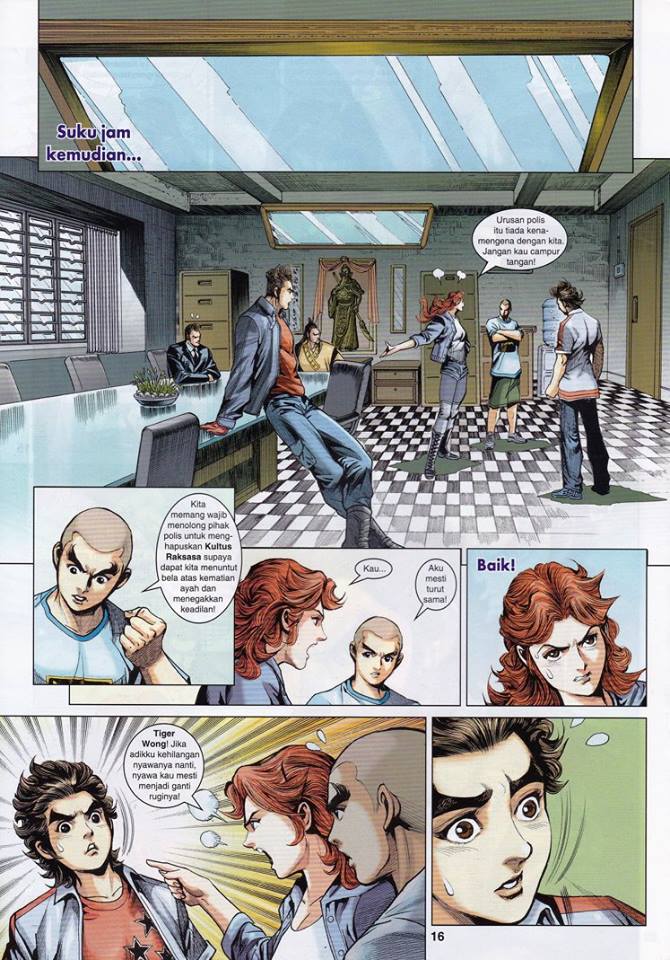 Suku jam
kemudian...
Urusan polis
itu tiada kena-
mengena dengan kita.
Jangan kau campur
tangan!
Kita
memang wajib
menolong pihak
polis untuk meng-
hapuskan Kultus
Raksasa supaya
dapat kita menuntut
bela atas kematian
ayah dan
menegakkan
keadilan!
Kau...
Aku
mesti
turut
sama!
Baik!
Tiger
Wong! Jika
adikku kehilangan
nyawanya nanti,
nyawa kau mesti
menjadi ganti
ruginya!
16